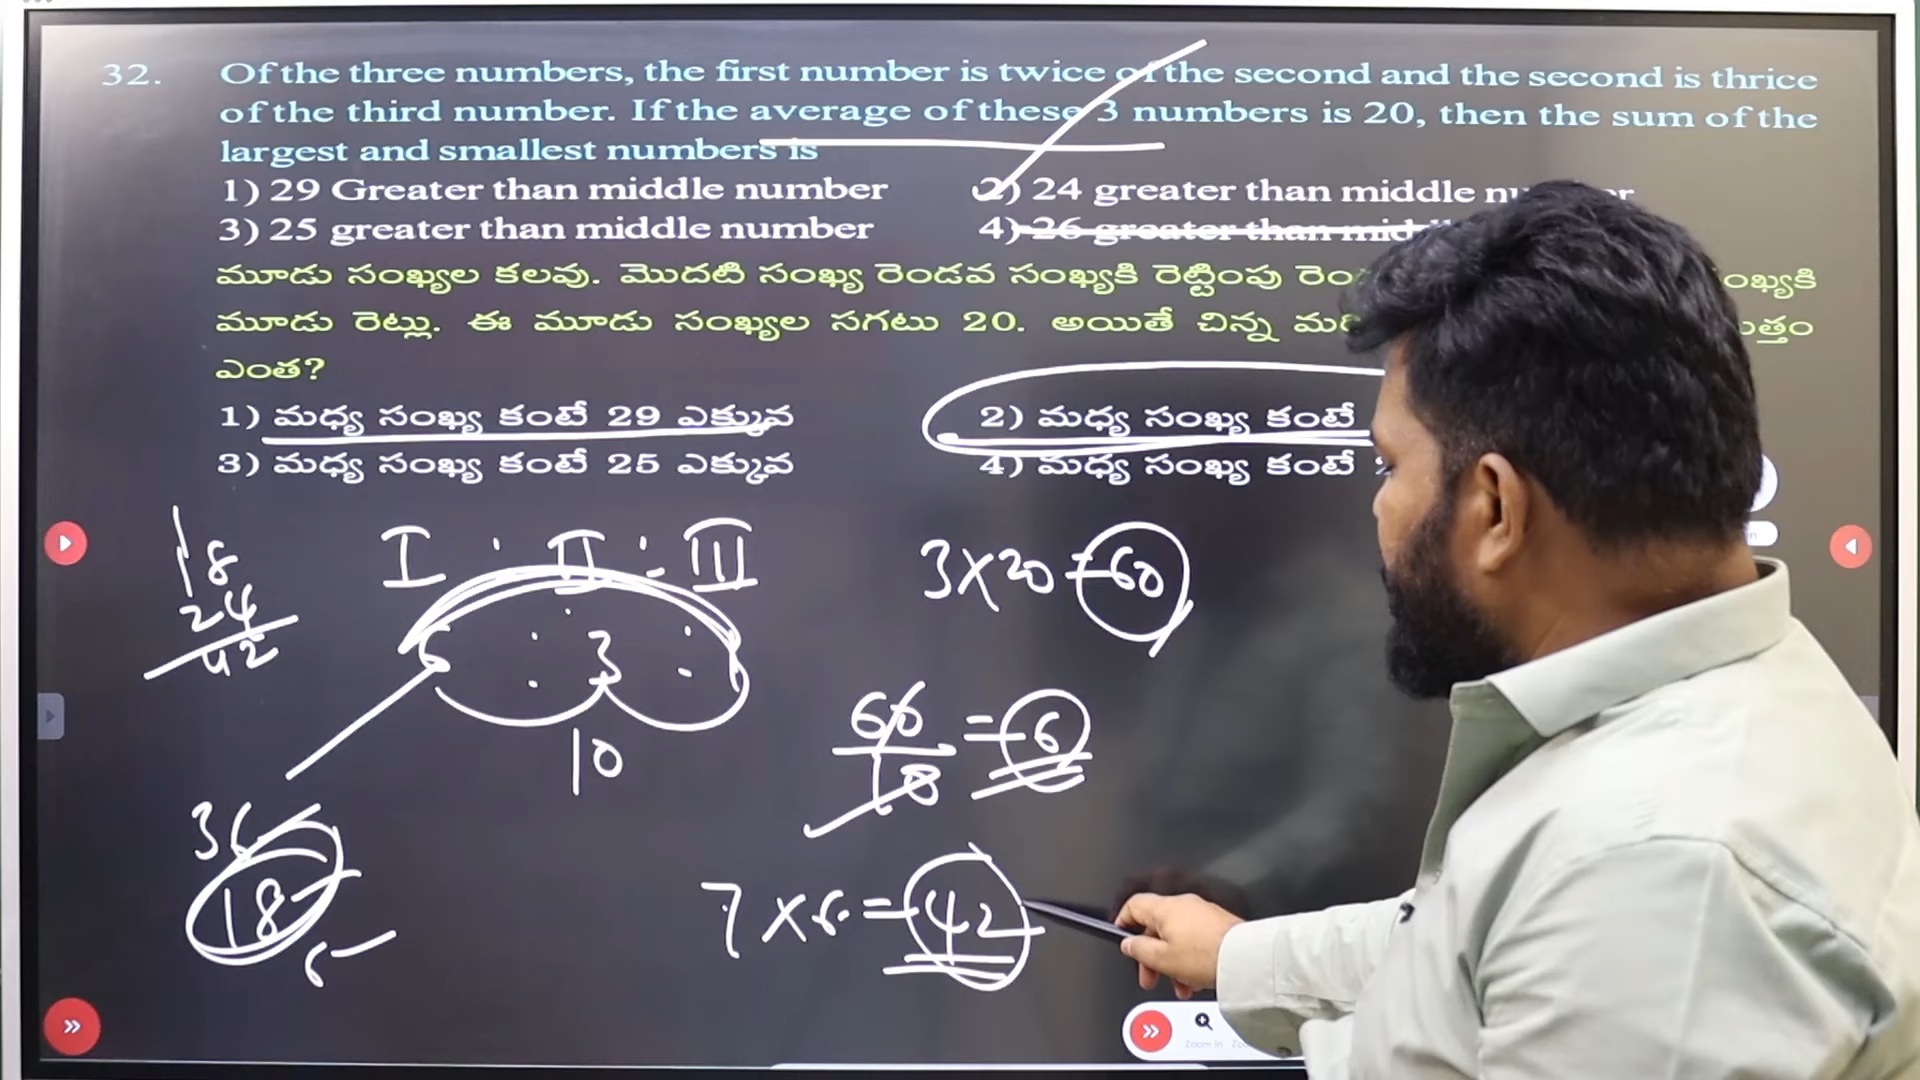 32. Of the three numbers, the first number is twice of the second and the second is thrice
of the third number. If the average of these 3 numbers is 20, then the sum of the
largest and smallest numbers is
1) 29 Greater than middle number 2) 24 greater than middle
3) 25 greater than middle number 4) 26 greater than
మూడు సంఖ్యల కలవు. మొదటి సంఖ్య రెండవ సంఖ్యకి రెట్టింపు
మూడు రెట్లు. ఈ మూడు సంఖ్యల సగటు 20. అయితే చిన్న
ఎంత?
1) మధ్య సంఖ్య కంటే 29 ఎక్కువ 2) మధ్య సంఖ్య కంటే
3) మధ్య సంఖ్య కంటే 25 ఎక్కువ 4) మధ్య సంఖ్య కంటే
I : II : III
18
24
42
6 : 3 : 1
10
3 x 20 = 60
60/10 = 6
36
18
6
7 x 6 = 42
Zoom In